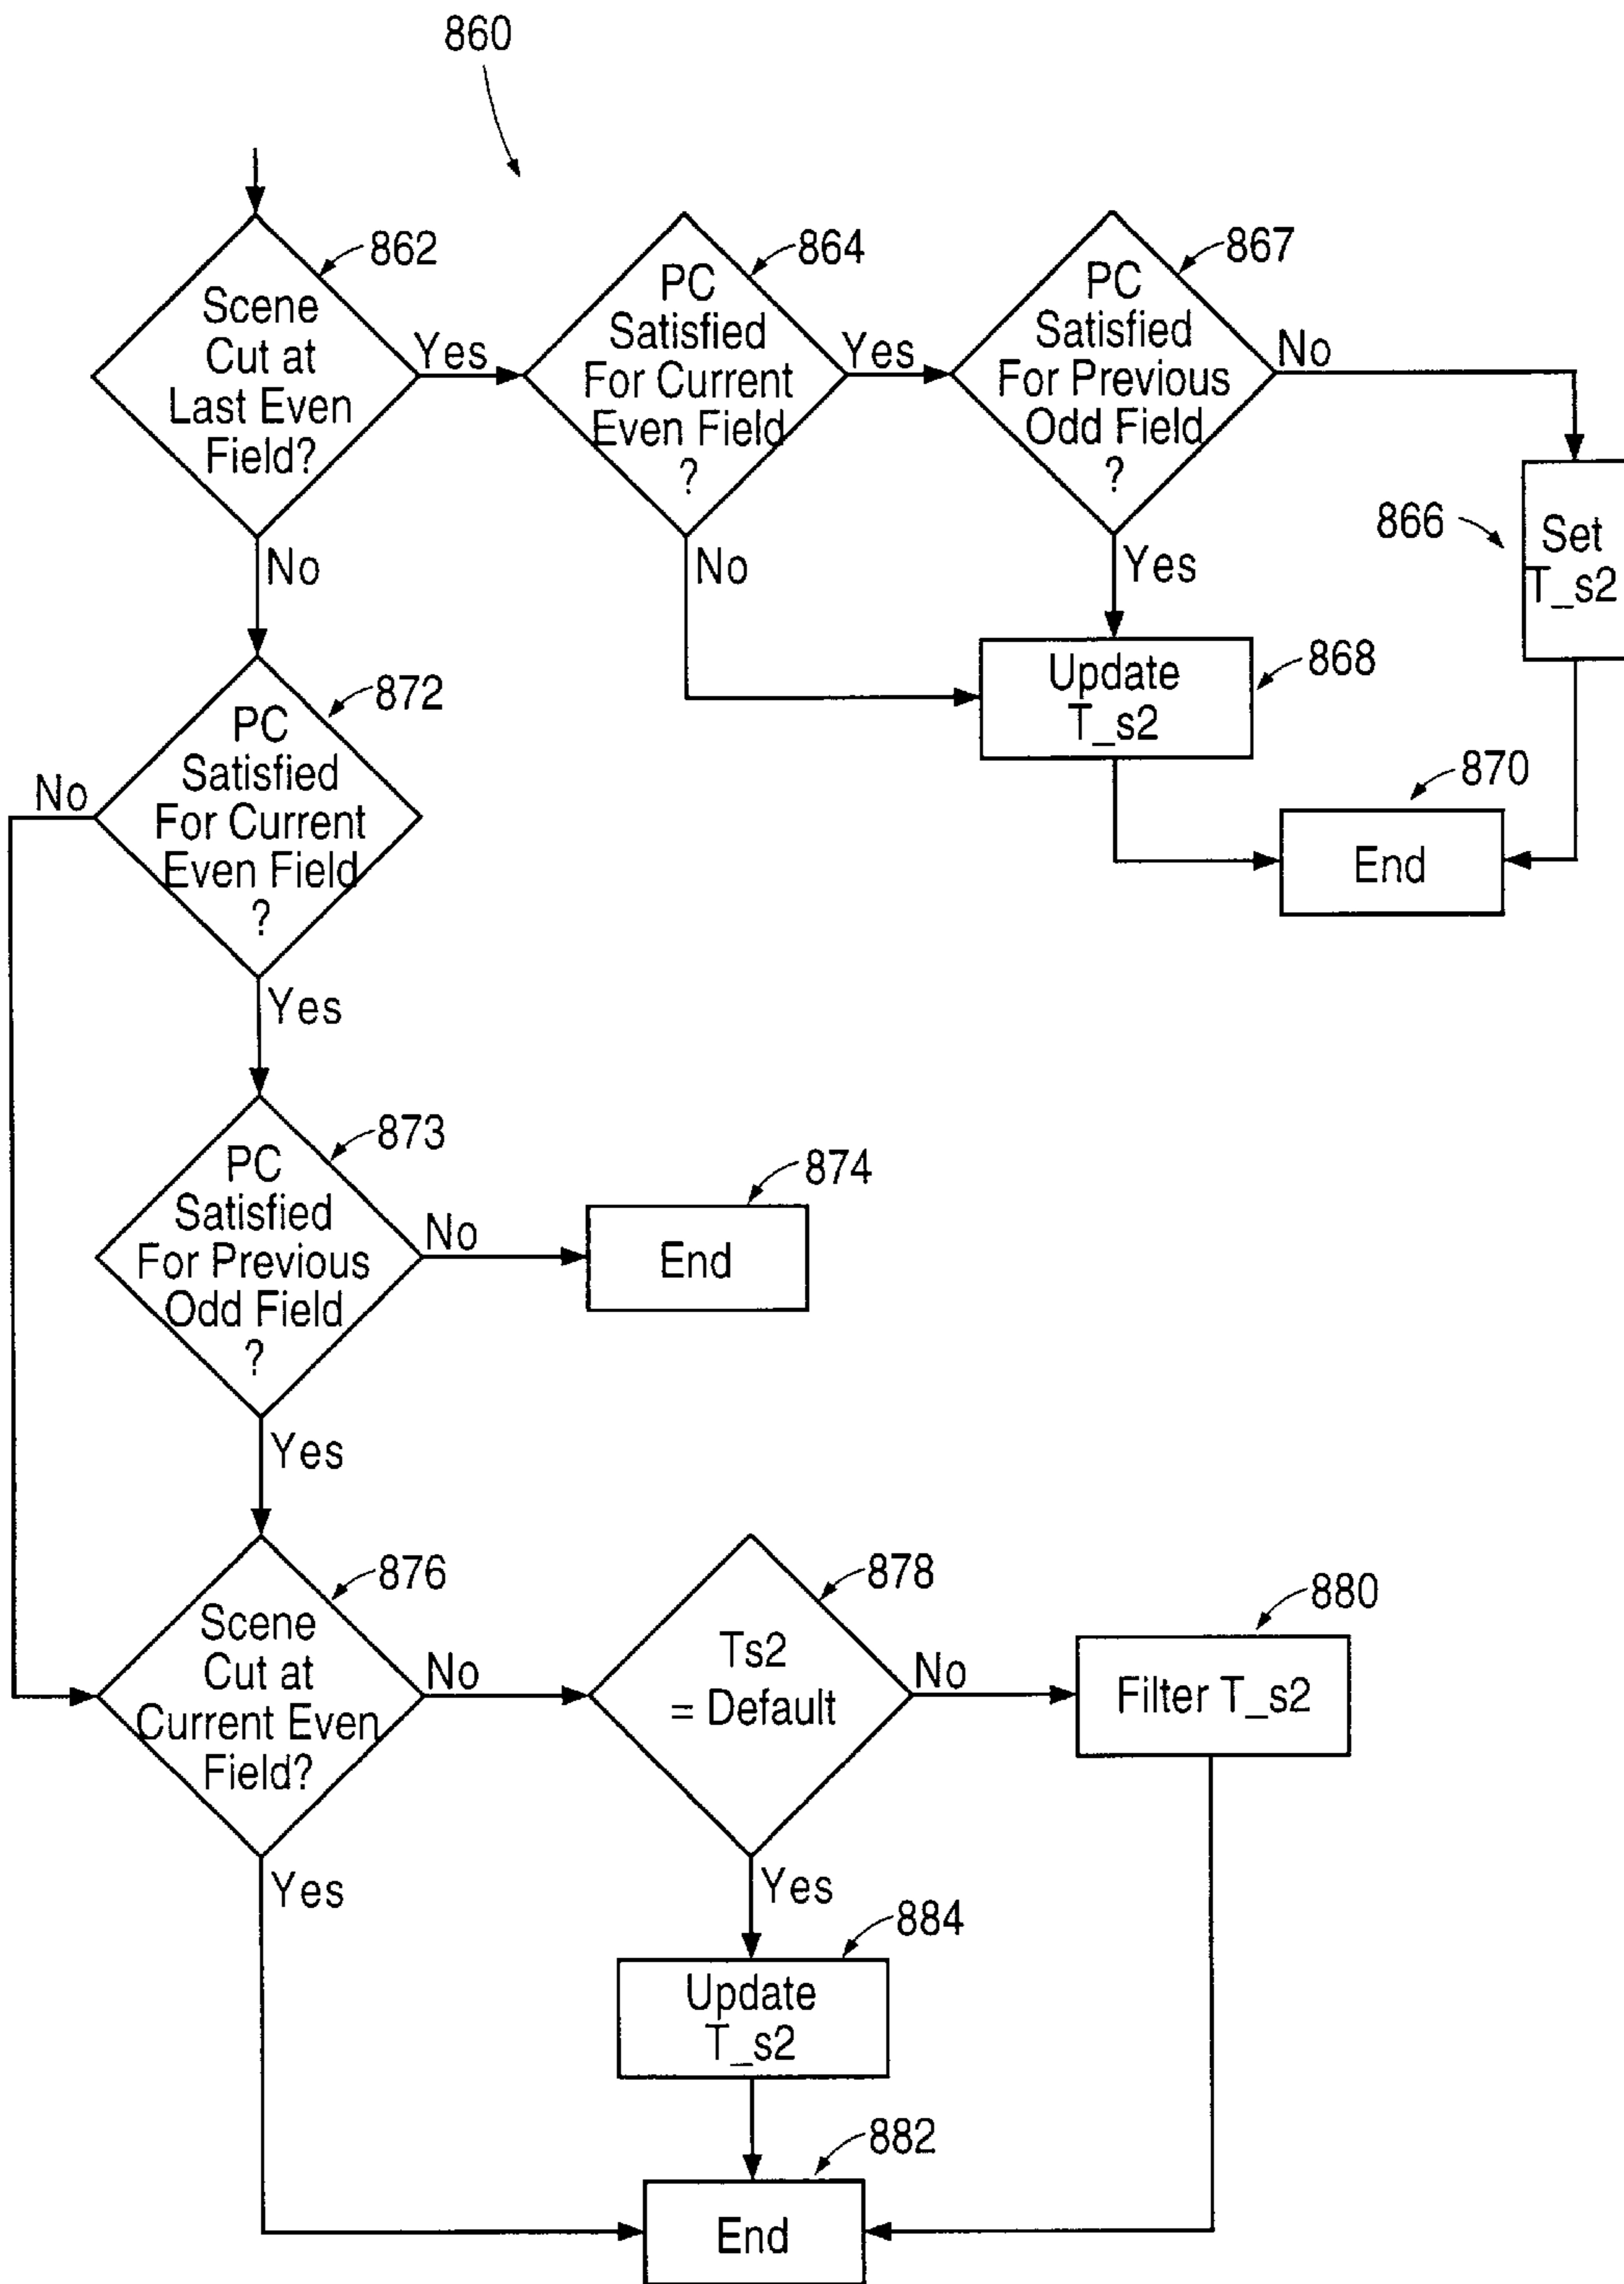 860
862
Scene
Cut at
Last Even
Field?
Yes
No
864
PC
Satisfied
For Current
Even Field
?
Yes
No
867
PC
Satisfied
For Previous
Odd Field
?
No
Yes
866
Set
T_s2
868
Update
T_s2
870
End
872
PC
Satisfied
For Current
Even Field
?
No
Yes
873
PC
Satisfied
For Previous
Odd Field
?
No
Yes
874
End
876
Scene
Cut at
Current Even
Field?
No
Yes
878
Ts2
= Default
No
Yes
880
Filter T_s2
884
Update
T_s2
882
End